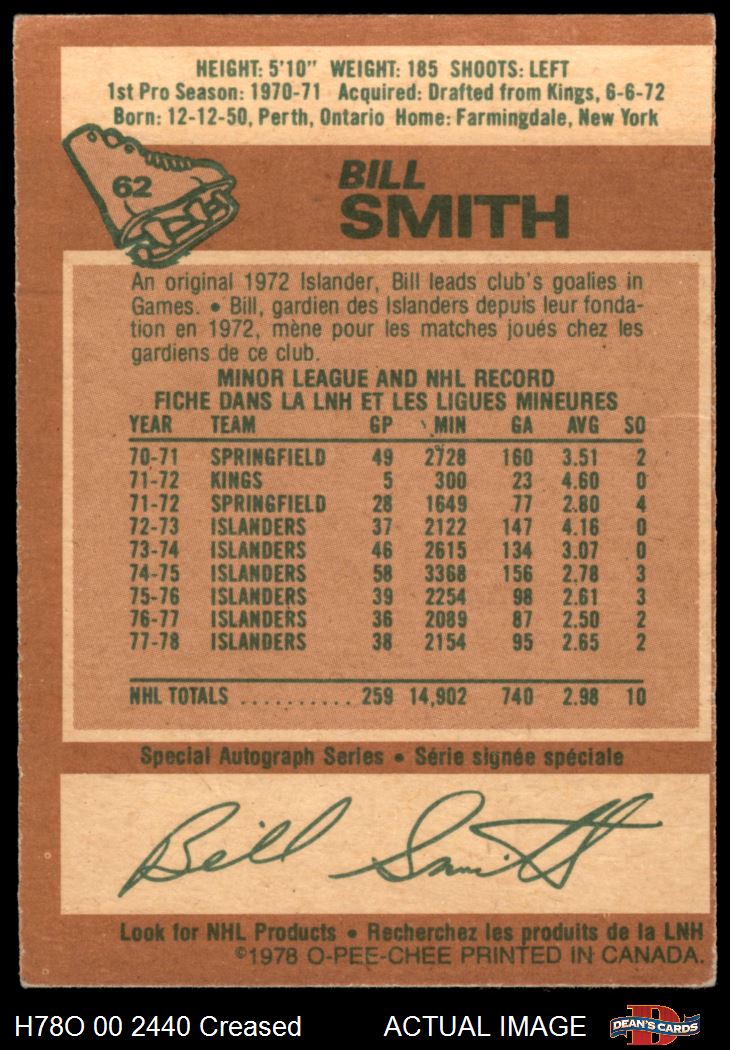 HEIGHT: 5'10" WEIGHT: 185 SHOOTS: LEFT
1st Pro Season: 1970-71 Acquired: Drafted from Kings, 6-6-72
Born: 12-12-50, Perth, Ontario Home: Farmingdale, New York
62
BILL
SMITH
An original 1972 Islander, Bill leads club's goalies in
Games. • Bill, gardien des Islanders depuis leur fonda-
tion en 1972, mène pour les matches joués chez les
gardiens de ce club.
MINOR LEAGUE AND NHL RECORD
FICHE DANS LA LNH ET LES LIGUES MINEURES
YEAR TEAM GP MIN GA AVG SO
70-71 SPRINGFIELD 49 2728 160 3.51 2
71-72 KINGS 5 300 23 4.60 0
71-72 SPRINGFIELD 28 1649 77 2.80 4
72-73 ISLANDERS 37 2122 147 4.16 0
73-74 ISLANDERS 46 2615 134 3.07 0
74-75 ISLANDERS 58 3368 156 2.78 3
75-76 ISLANDERS 39 2254 98 2.61 3
76-77 ISLANDERS 36 2089 87 2.50 2
77-78 ISLANDERS 38 2154 95 2.65 2
NHL TOTALS .......... 259 14,902 740 2.98 10
Special Autograph Series • Série signée spéciale
Bill Smith
Look for NHL Products • Recherchez les produits de la LNH
©1978 O-PEE-CHEE PRINTED IN CANADA.
H78O 00 2440 Creased ACTUAL IMAGE D DEAN'S CARDS